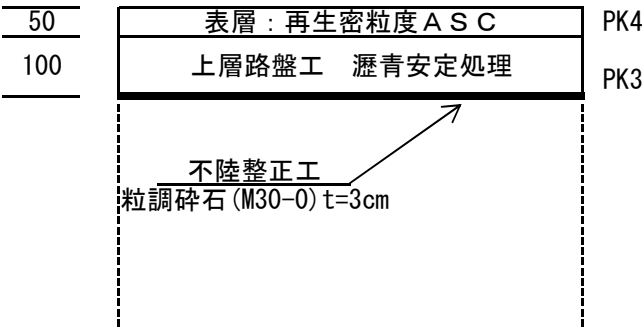 50 表層：再生密粒度ＡＳＣ PK4
100 上層路盤工　瀝青安定処理 PK3
不陸整正工
粒調砕石(M30-0)t=3cm